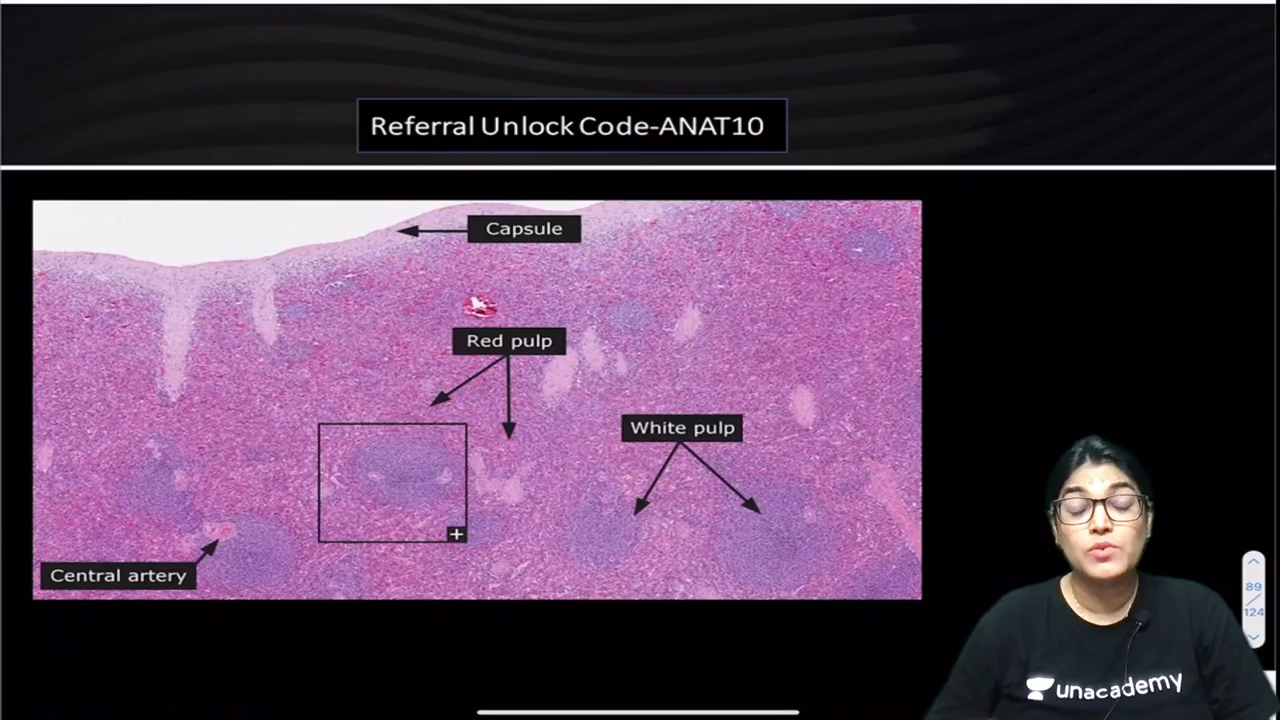 Referral Unlock Code-ANAT10
Capsule
Red pulp
White pulp
Central artery
89
124
unacademy